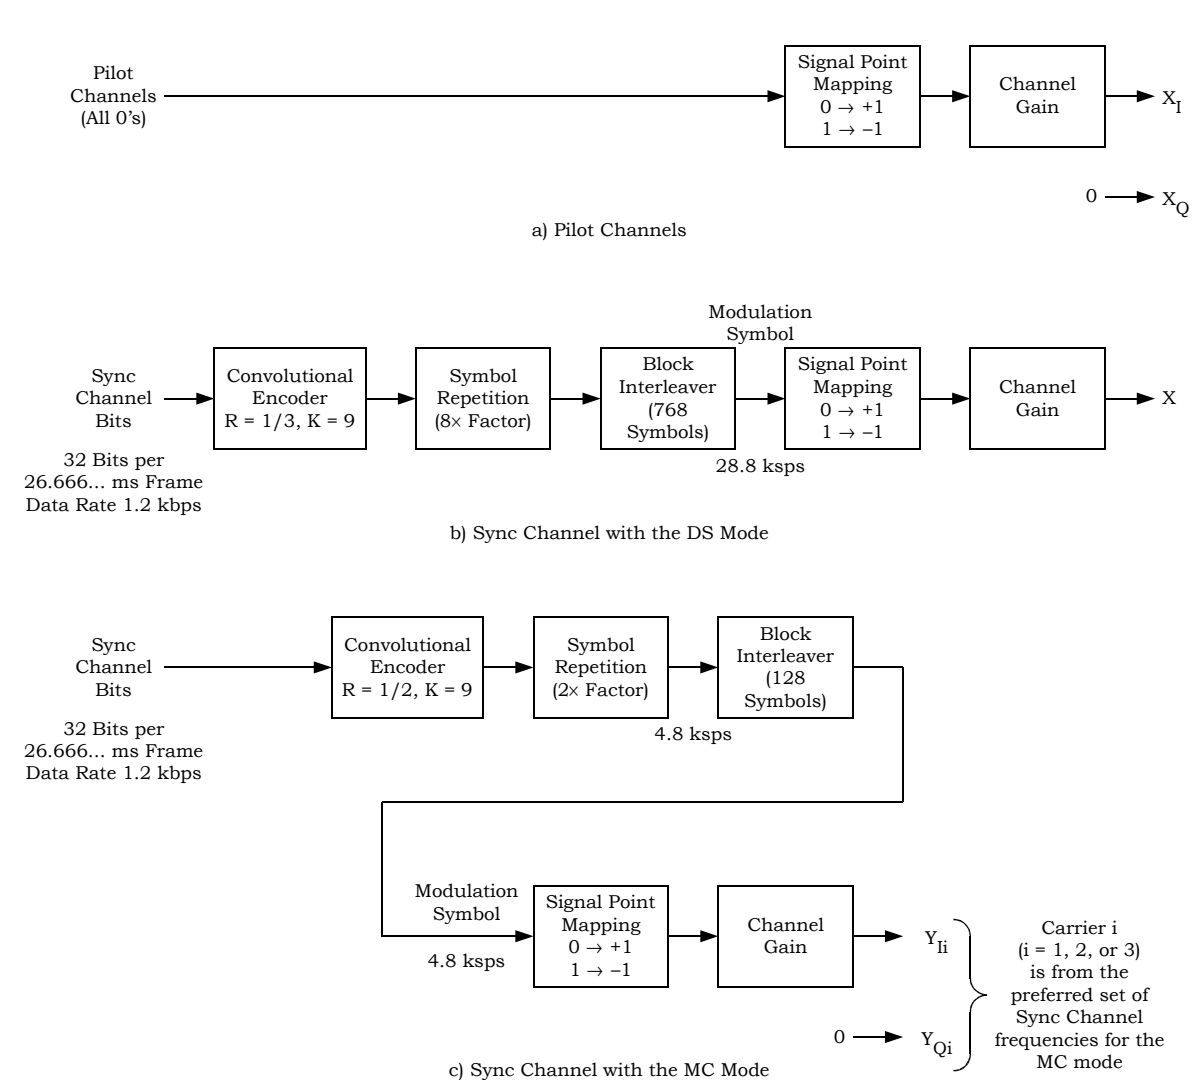 Pilot
Channels
(All 0's)
Signal Point
Mapping
0 → +1
1 → –1
Channel
Gain
X_I
0
X_Q
a) Pilot Channels
Sync
Channel
Bits
32 Bits per
26.666... ms Frame
Data Rate 1.2 kbps
Convolutional
Encoder
R = 1/3, K = 9
Symbol
Repetition
(8× Factor)
Block
Interleaver
(768
Symbols)
Modulation
Symbol
28.8 ksps
Signal Point
Mapping
0 → +1
1 → –1
Channel
Gain
X
b) Sync Channel with the DS Mode
Sync
Channel
Bits
32 Bits per
26.666... ms Frame
Data Rate 1.2 kbps
Convolutional
Encoder
R = 1/2, K = 9
Symbol
Repetition
(2× Factor)
4.8 ksps
Block
Interleaver
(128
Symbols)
Modulation
Symbol
4.8 ksps
Signal Point
Mapping
0 → +1
1 → –1
Channel
Gain
Y_Ii
0
Y_Qi
Carrier i
(i = 1, 2, or 3)
is from the
preferred set of
Sync Channel
frequencies for the
MC mode
c) Sync Channel with the MC Mode